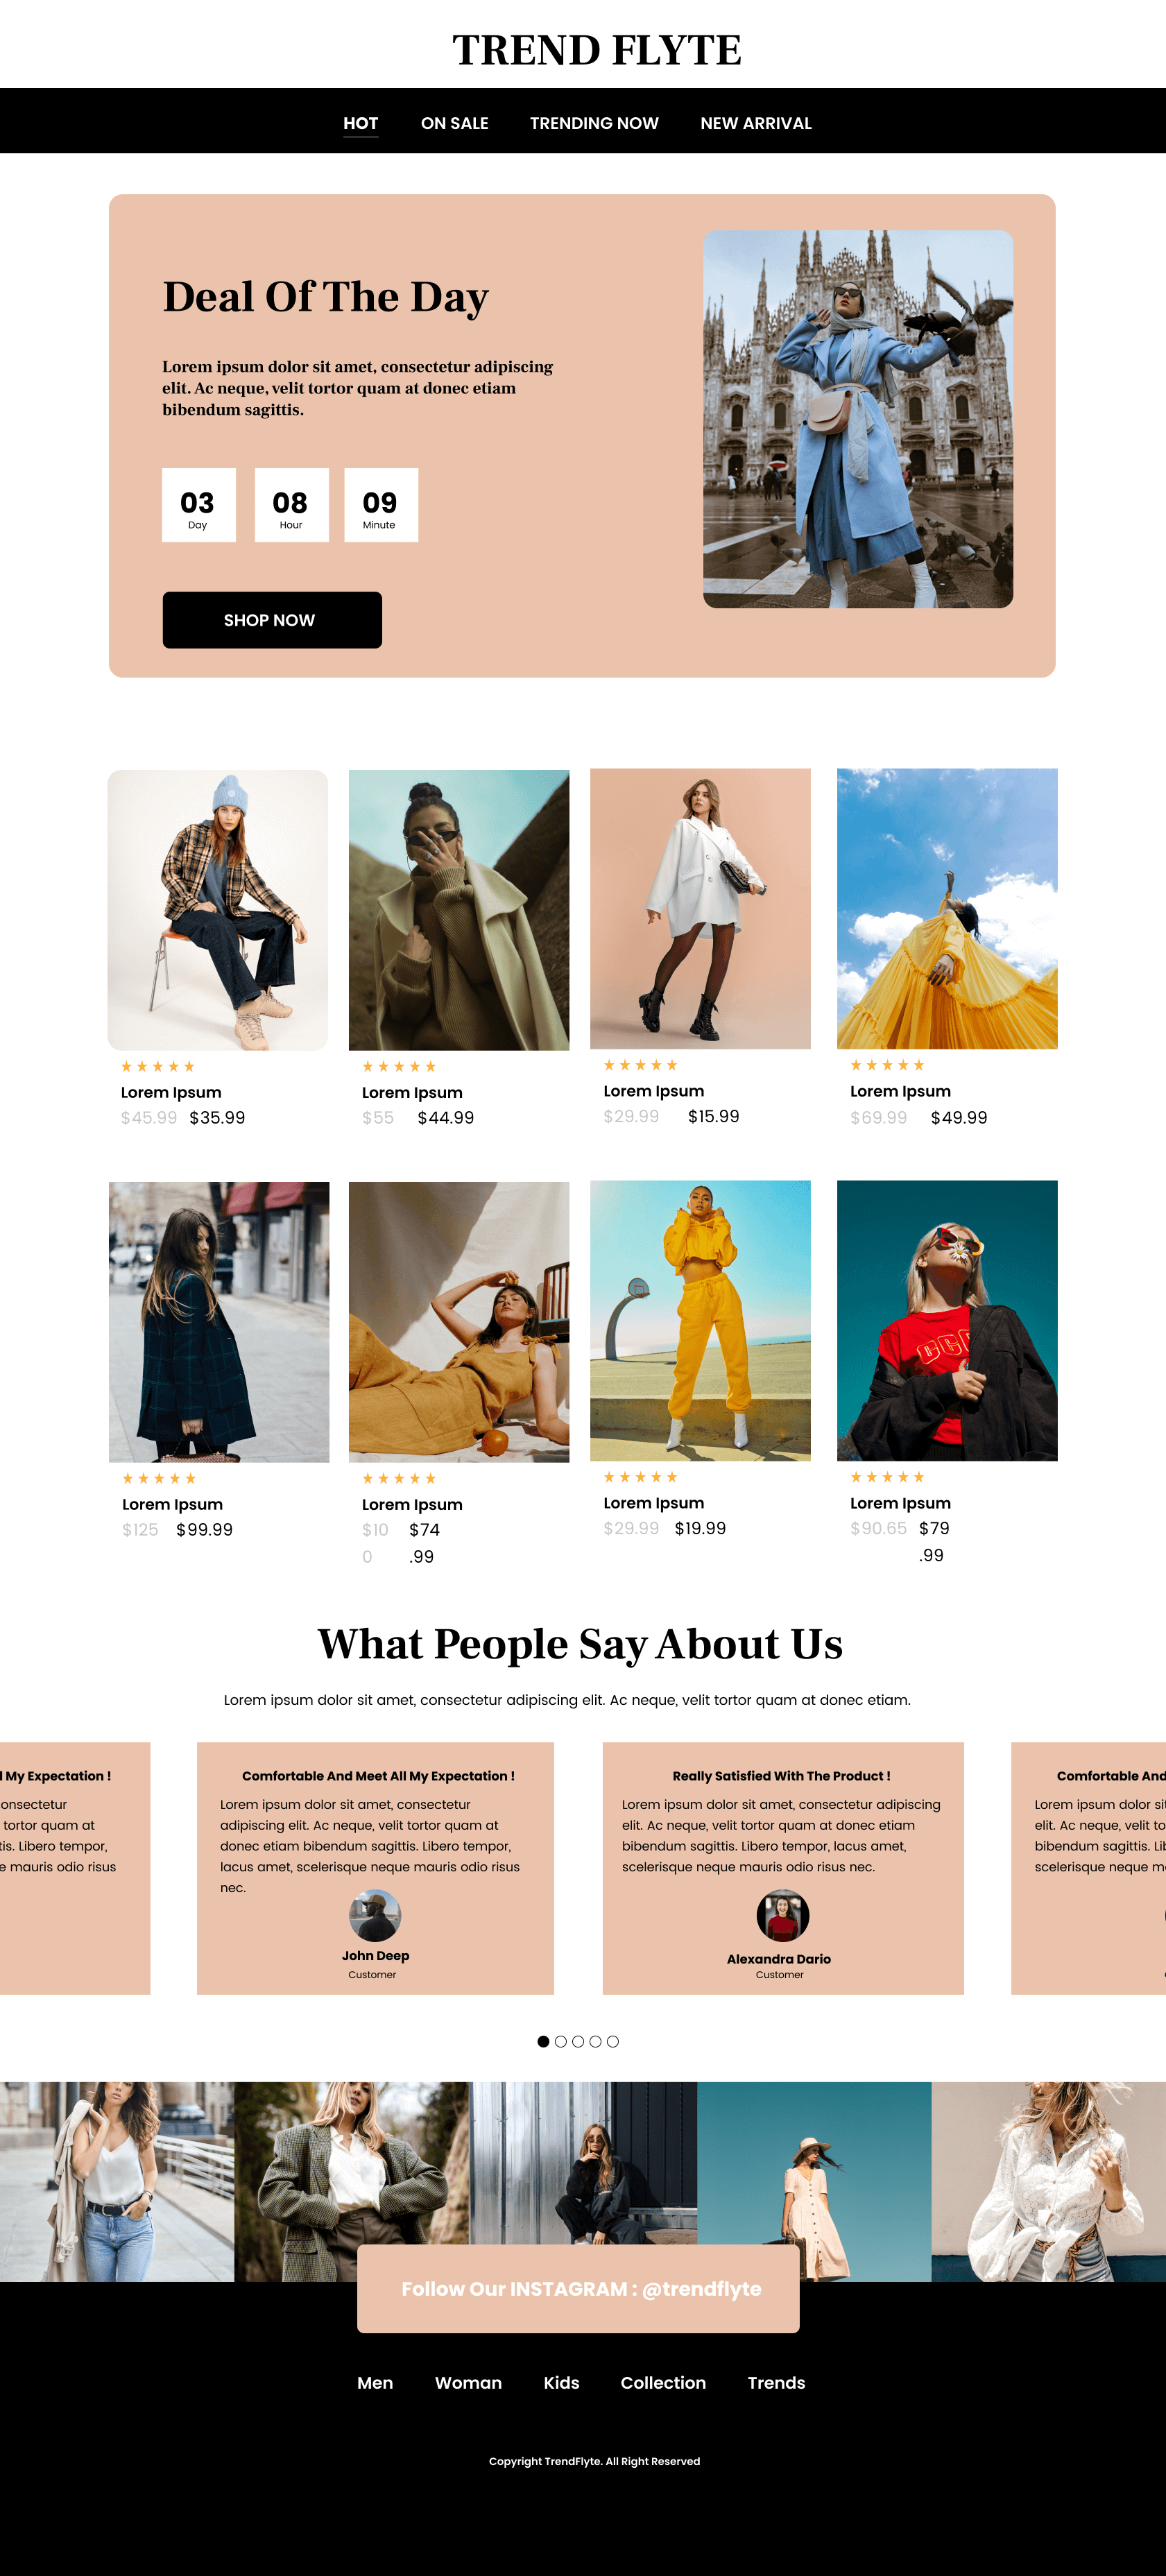 TREND FLYTE
HOT ON SALE TRENDING NOW NEW ARRIVAL
Deal Of The Day
Lorem ipsum dolor sit amet, consectetur adipiscing
elit. Ac neque, velit tortor quam at donec etiam
bibendum sagittis.
03 08 09
Day Hour Minute
SHOP NOW
Lorem Ipsum
$45.99 $35.99
Lorem Ipsum
$55 $44.99
Lorem Ipsum
$29.99 $15.99
Lorem Ipsum
$69.99 $49.99
Lorem Ipsum
$125 $99.99
Lorem Ipsum
$10
0
$74
.99
Lorem Ipsum
$29.99 $19.99
Lorem Ipsum
$90.65 $79
.99
What People Say About Us
Lorem ipsum dolor sit amet, consectetur adipiscing elit. Ac neque, velit tortor quam at donec etiam.
My Expectation !
onsectetur
tortor quam at
tis. Libero tempor,
e mauris odio risus
Comfortable And Meet All My Expectation !
Lorem ipsum dolor sit amet, consectetur
adipiscing elit. Ac neque, velit tortor quam at
donec etiam bibendum sagittis. Libero tempor,
lacus amet, scelerisque neque mauris odio risus
nec.
John Deep
Customer
Really Satisfied With The Product !
Lorem ipsum dolor sit amet, consectetur adipiscing
elit. Ac neque, velit tortor quam at donec etiam
bibendum sagittis. Libero tempor, lacus amet,
scelerisque neque mauris odio risus nec.
Alexandra Dario
Customer
Comfortable And
Lorem ipsum dolor si
elit. Ac neque, velit to
bibendum sagittis. Li
scelerisque neque m
Follow Our INSTAGRAM : @trendflyte
Men Woman Kids Collection Trends
Copyright TrendFlyte. All Right Reserved